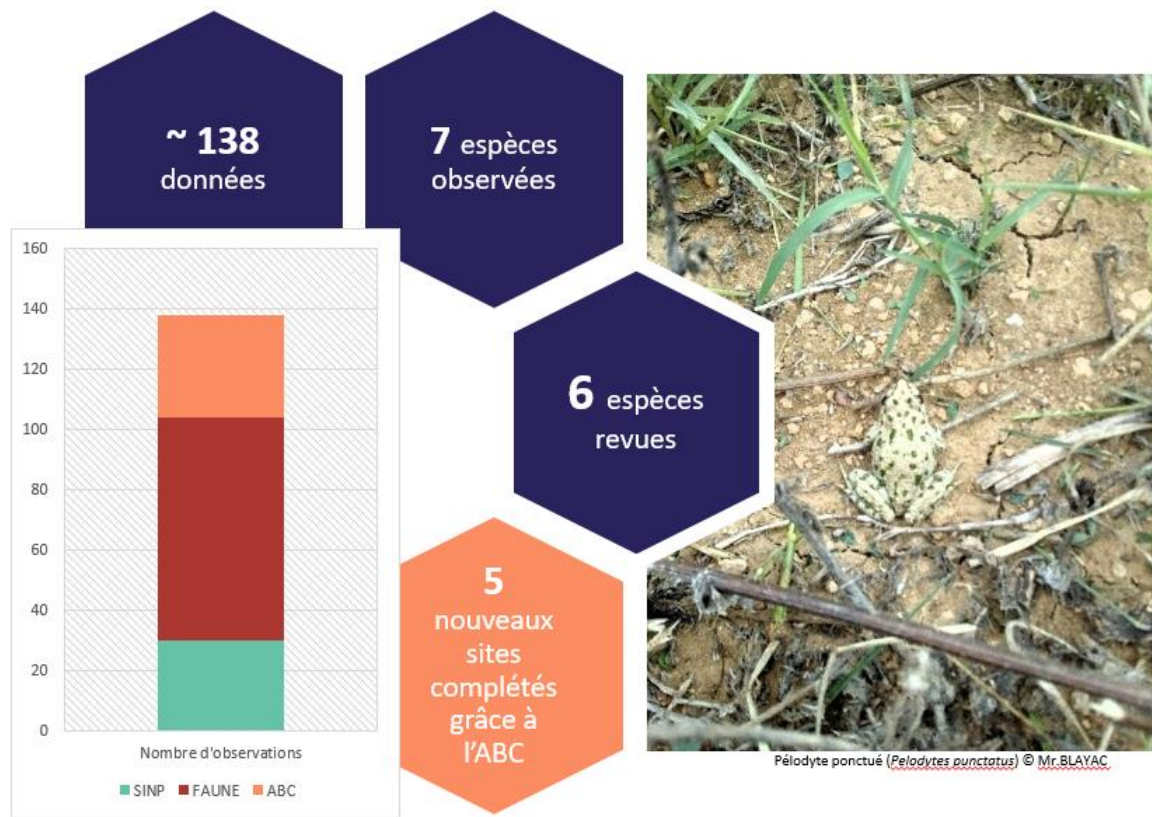 ~ 138
données
7 espèces
observées
6 espèces
revues
5
nouveaux
sites
complétés
grâce à
l'ABC
160
140
120
100
80
60
40
20
0
Nombre d'observations
SINP FAUNE ABC
Pélodyte ponctué (Pelodytes punctatus) © Mr.BLAYAC